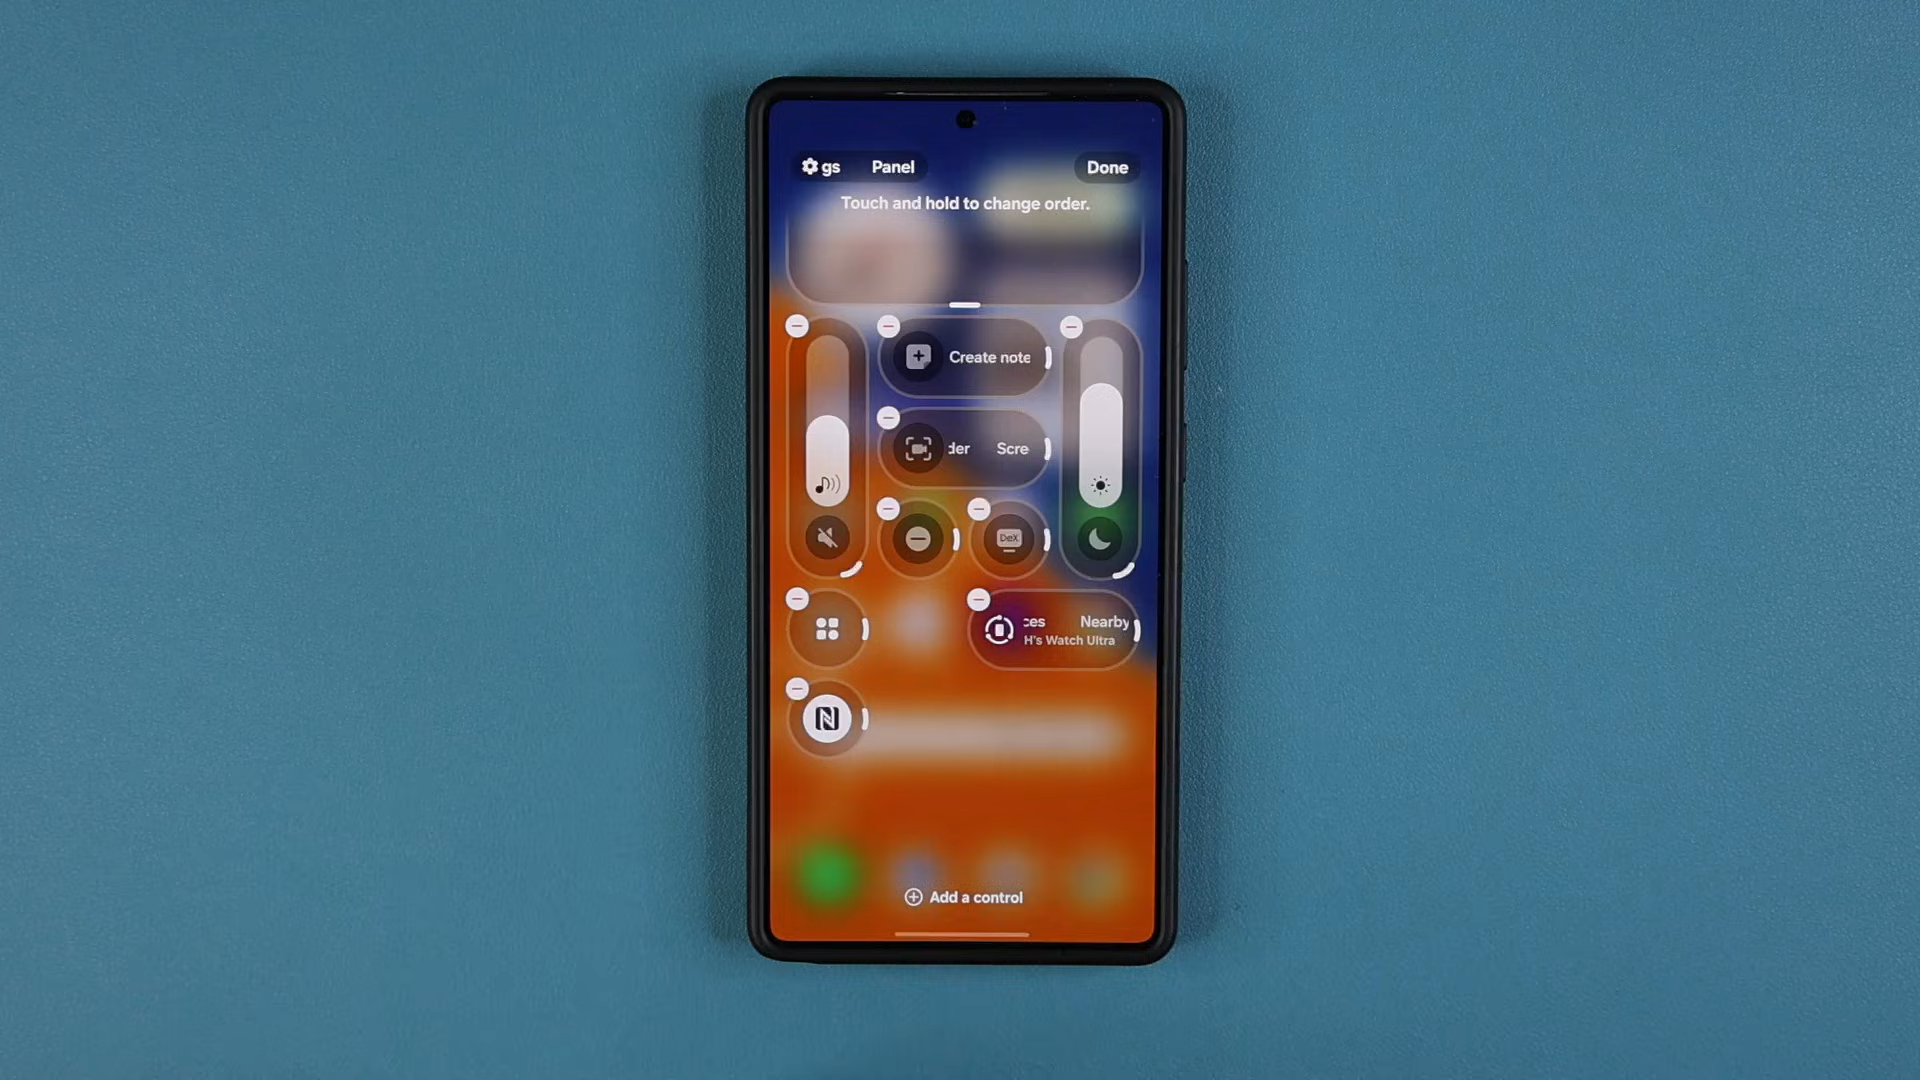 gs Panel Done
Touch and hold to change order.
Create note
der Scre
DeX
ces Nearby
H's Watch Ultra
Add a control